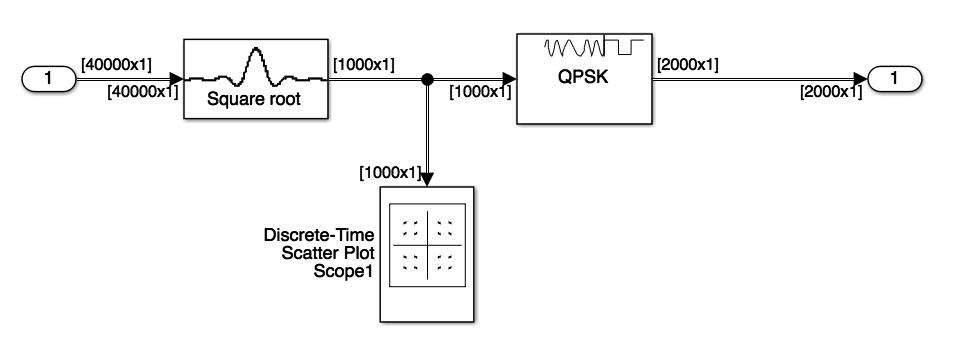 1
[40000x1]
[40000x1]
Square root
[1000x1]
[1000x1]
QPSK
[2000x1]
[2000x1]
1
[1000x1]
Discrete-Time
Scatter Plot
Scope1